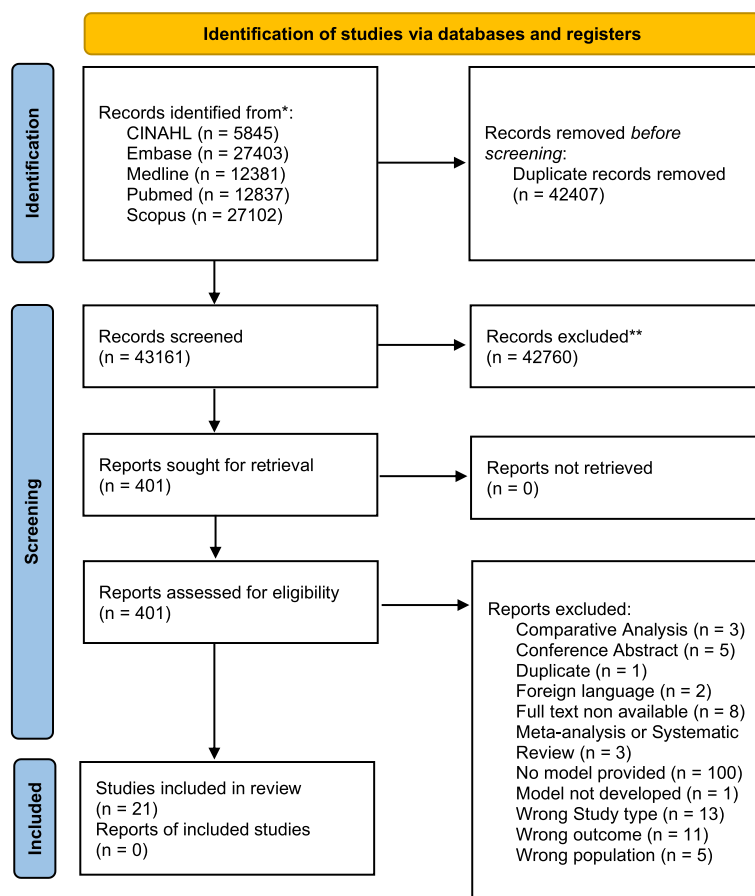 Identification of studies via databases and registers
Identification
Records identified from*:
CINAHL (n = 5845)
Embase (n = 27403)
Medline (n = 12381)
Pubmed (n = 12837)
Scopus (n = 27102)
Records removed before
screening:
Duplicate records removed
(n = 42407)
Screening
Records screened
(n = 43161)
Records excluded**
(n = 42760)
Reports sought for retrieval
(n = 401)
Reports not retrieved
(n = 0)
Reports assessed for eligibility
(n = 401)
Reports excluded:
Comparative Analysis (n = 3)
Conference Abstract (n = 5)
Duplicate (n = 1)
Foreign language (n = 2)
Full text non available (n = 8)
Meta-analysis or Systematic
Review (n = 3)
No model provided (n = 100)
Model not developed (n = 1)
Wrong Study type (n = 13)
Wrong outcome (n = 11)
Wrong population (n = 5)
Included
Studies included in review
(n = 21)
Reports of included studies
(n = 0)